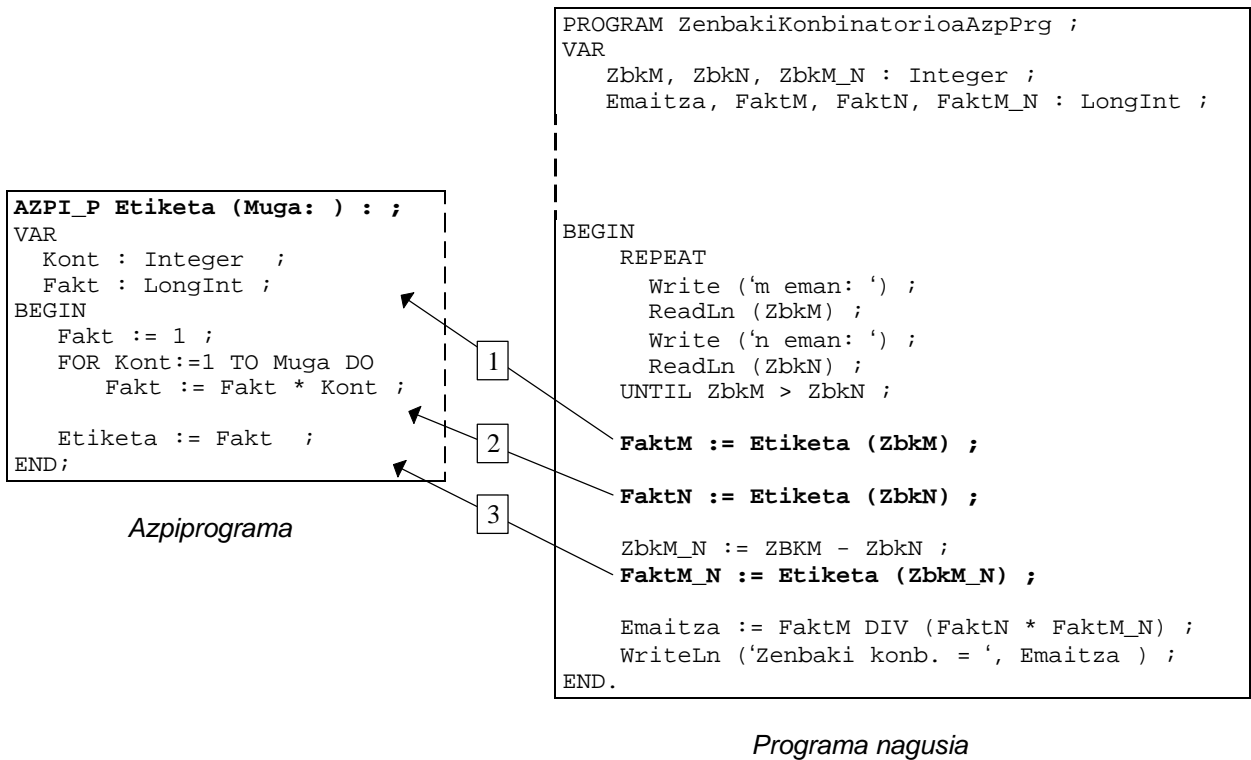 AZPI_P Etiketa (Muga: ) : ;
VAR
Kont : Integer ;
Fakt : LongInt ;
BEGIN
Fakt := 1 ;
FOR Kont:=1 TO Muga DO
Fakt := Fakt * Kont ;
Etiketa := Fakt ;
END;
Azpiprograma
1
2
3
PROGRAM ZenbakiKonbinatorioaAzpPrg ;
VAR
ZbkM, ZbkN, ZbkM_N : Integer ;
Emaitza, FaktM, FaktN, FaktM_N : LongInt ;
BEGIN
REPEAT
Write (‘m eman: ‘) ;
ReadLn (ZbkM) ;
Write (‘n eman: ‘) ;
ReadLn (ZbkN) ;
UNTIL ZbkM > ZbkN ;
FaktM := Etiketa (ZbkM) ;
FaktN := Etiketa (ZbkN) ;
ZbkM_N := ZBKM - ZbkN ;
FaktM_N := Etiketa (ZbkM_N) ;
Emaitza := FaktM DIV (FaktN * FaktM_N) ;
WriteLn (‘Zenbaki konb. = ‘, Emaitza ) ;
END.
Programa nagusia